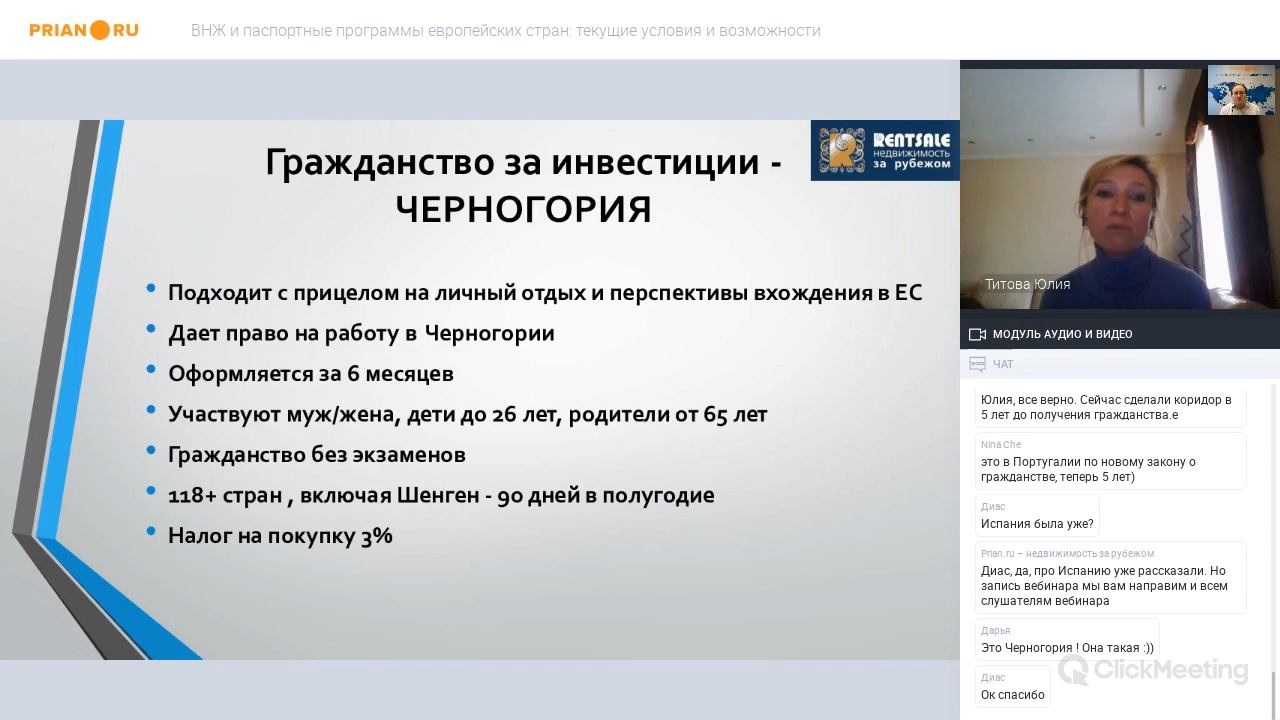 PRIAN RU
ВНЖ и паспортные программы европейских стран: текущие условия и возможности
Гражданство за инвестиции -
ЧЕРНОГОРИЯ
RENTSALE
НЕДВИЖИМОСТЬ
за рубежом
Подходит с прицелом на личный отдых и перспективы вхождения в ЕС
Дает право на работу в Черногории
Оформляется за 6 месяцев
Участвуют муж/жена, дети до 26 лет, родители от 65 лет
Гражданство без экзаменов
118+ стран , включая Шенген - 90 дней в полугодие
Налог на покупку 3%
Титова Юлия
МОДУЛЬ АУДИО И ВИДЕО
ЧАТ
Юлия, все верно. Сейчас сделали коридор в
5 лет до получения гражданства.е
Nina Che
это в Португалии по новому закону о
гражданстве, теперь 5 лет)
Диас
Испания была уже?
Prian.ru – недвижимость за рубежом
Диас, да, про Испанию уже рассказали. Но
запись вебинара мы вам направим и всем
слушателям вебинара
Дарья
Это Черногория ! Она такая :))
ClickMeeting
Диас
Ок спасибо